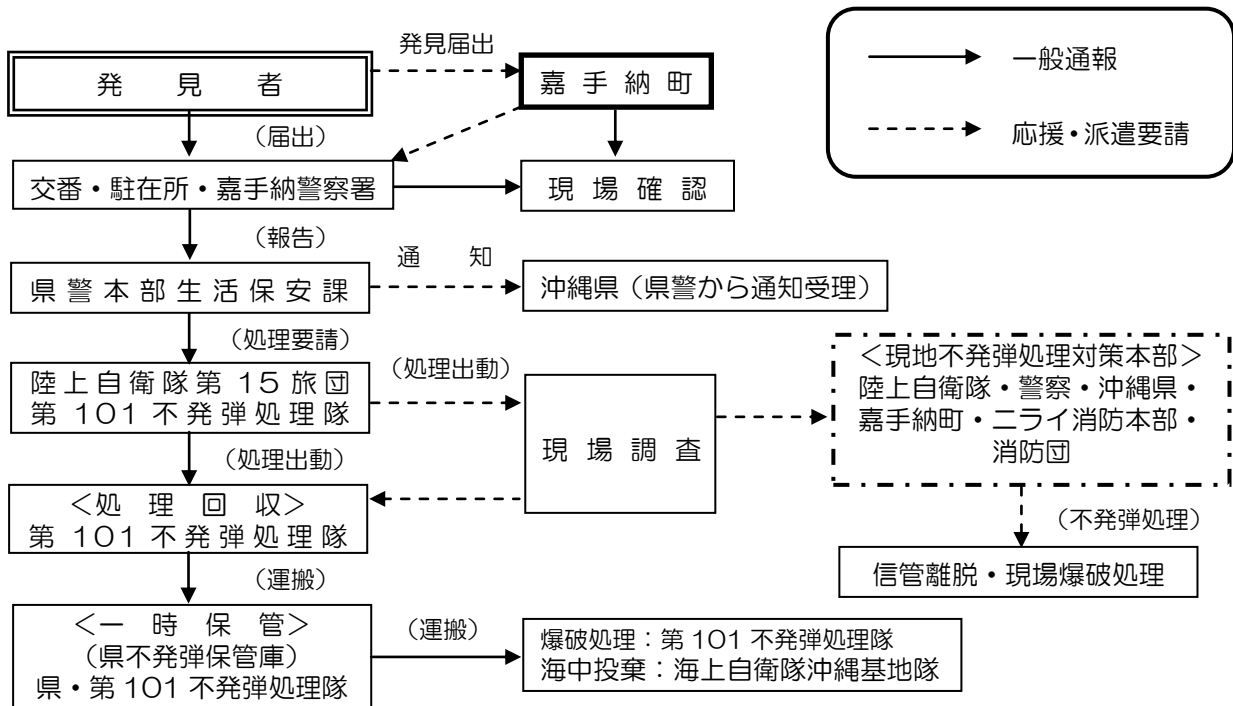 発見者
発見届出
嘉手納町
一般通報
応援・派遣要請
（届出）
交番・駐在所・嘉手納警察署
現場確認
（報告）
県警本部生活保安課
通知
沖縄県（県警から通知受理）
（処理要請）
陸上自衛隊第15旅団
第101不発弾処理隊
（処理出動）
現場調査
＜現地不発弾処理対策本部＞
陸上自衛隊・警察・沖縄県・
嘉手納町・ニライ消防本部・
消防団
（処理出動）
＜処理回収＞
第101不発弾処理隊
（不発弾処理）
信管離脱・現場爆破処理
（運搬）
＜一時保管＞
（県不発弾保管庫）
県・第101不発弾処理隊
（運搬）
爆破処理：第101不発弾処理隊
海中投棄：海上自衛隊沖縄基地隊